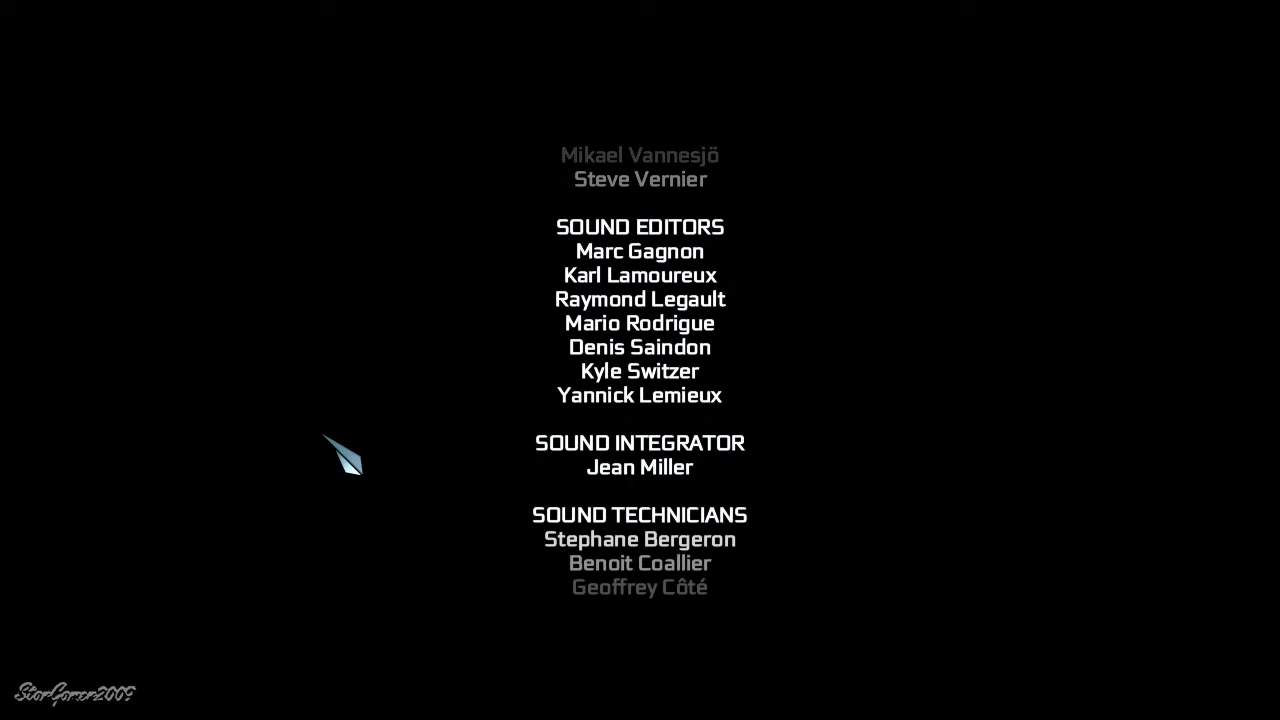 Mikael Vannesjö
Steve Vernier
SOUND EDITORS
Marc Gagnon
Karl Lamoureux
Raymond Legault
Mario Rodrigue
Denis Saindon
Kyle Switzer
Yannick Lemieux
SOUND INTEGRATOR
Jean Miller
SOUND TECHNICIANS
Stephane Bergeron
Benoit Coallier
Geoffrey Côté
StarGamer2009